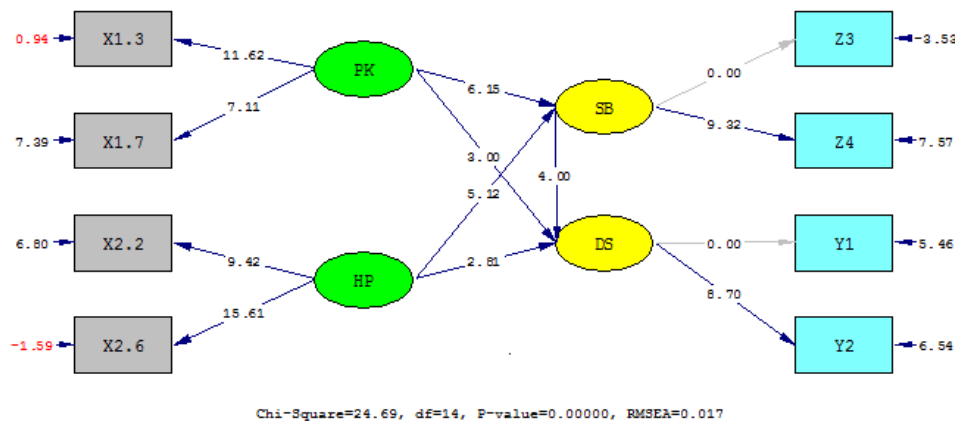 0.94 X1.3 11.62 PK 6.15 SB 0.00 Z3 -3.53
7.39 X1.7 7.11 3.00 9.32 Z4 7.57
5.12 4.00
6.80 X2.2 9.42 HP 2.81 DS 0.00 Y1 5.46
-1.59 X2.6 15.61 8.70 Y2 6.54
Chi-Square=24.69, df=14, P-value=0.00000, RMSEA=0.017